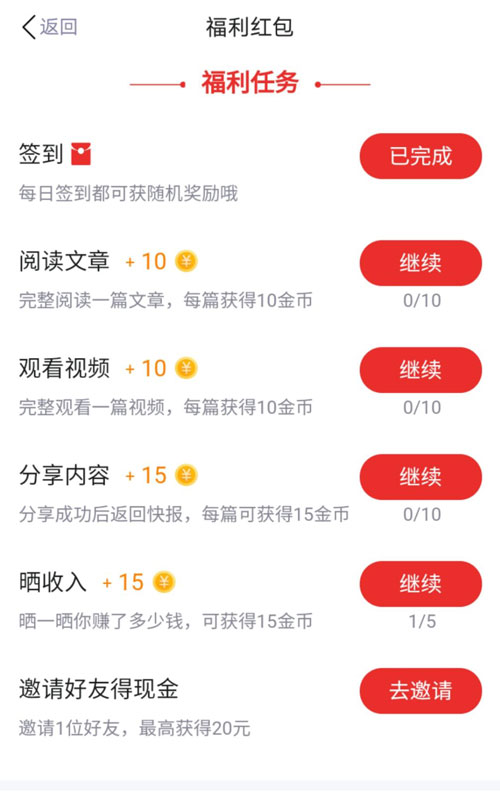 返回
福利红包
福利任务
签到
已完成
每日签到都可获随机奖励哦
阅读文章 + 10 ¥
继续
完整阅读一篇文章，每篇获得10金币
0/10
观看视频 + 10 ¥
继续
完整观看一篇视频，每篇获得10金币
0/10
分享内容 + 15 ¥
继续
分享成功后返回快报，每篇可获得15金币
0/10
晒收入 + 15 ¥
继续
晒一晒你赚了多少钱，可获得15金币
1/5
邀请好友得现金
去邀请
邀请1位好友，最高获得20元